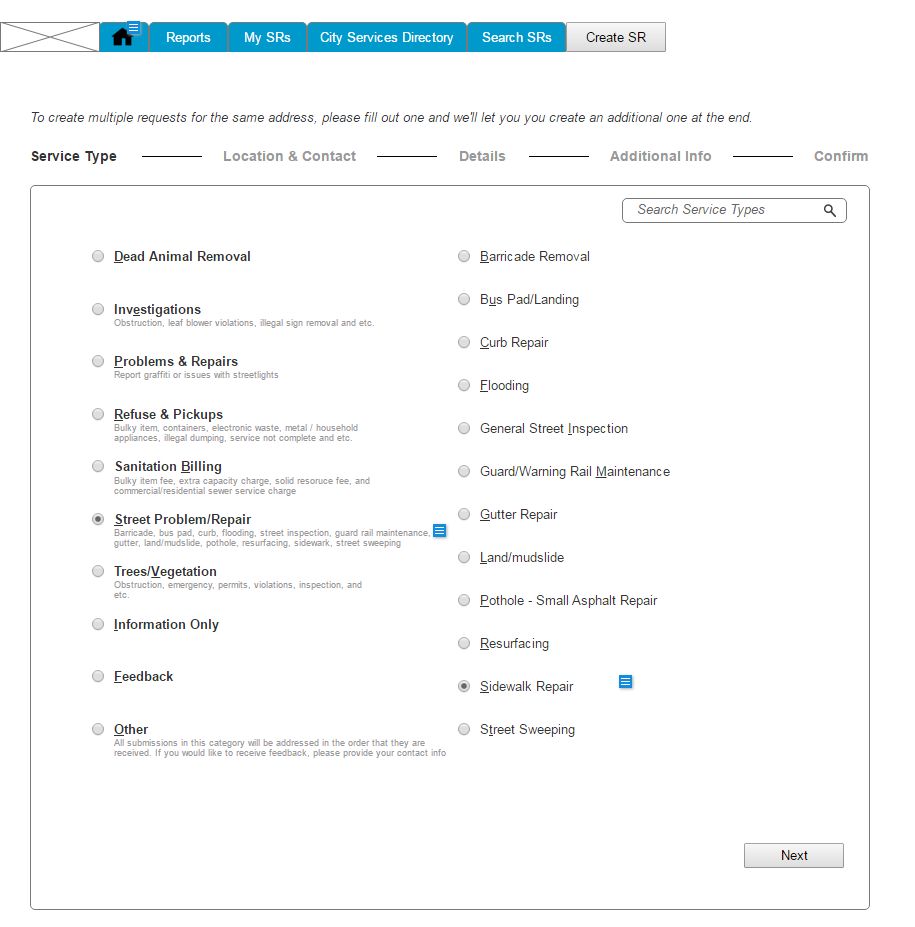 Reports
My SRs
City Services Directory
Search SRs
Create SR
To create multiple requests for the same address, please fill out one and we'll let you you create an additional one at the end.
Service Type
Location & Contact
Details
Additional Info
Confirm
Search Service Types
Dead Animal Removal
Investigations
Obstruction, leaf blower violations, illegal sign removal and etc.
Problems & Repairs
Report graffiti or issues with streetlights
Refuse & Pickups
Bulky item, containers, electronic waste, metal / household
appliances, illegal dumping, service not complete and etc.
Sanitation Billing
Bulky item fee, extra capacity charge, solid resoruce fee, and
commercial/residential sewer service charge
Street Problem/Repair
Barricade, bus pad, curb, flooding, street inspection, guard rail maintenance,
gutter, land/mudslide, pothole, resurfacing, sidewark, street sweeping
Trees/Vegetation
Obstruction, emergency, permits, violations, inspection, and
etc.
Information Only
Feedback
Other
All submissions in this category will be addressed in the order that they are
received. If you would like to receive feedback, please provide your contact info
Barricade Removal
Bus Pad/Landing
Curb Repair
Flooding
General Street Inspection
Guard/Warning Rail Maintenance
Gutter Repair
Land/mudslide
Pothole - Small Asphalt Repair
Resurfacing
Sidewalk Repair
Street Sweeping
Next